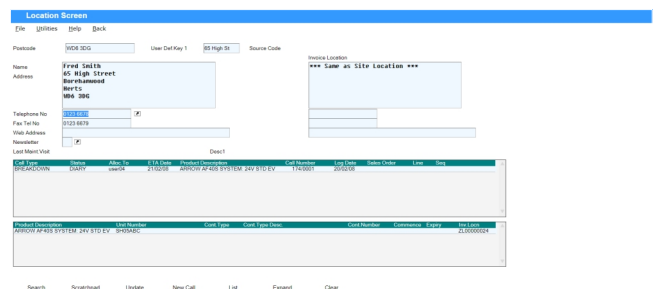 Location Screen
File Utilities Help Back
Postcode WD6 3DG User Def Key 1 65 High St Source Code
Invoice Location
Name Fred Smith *** Same as Site Location ***
Address 65 High Street
Borehamwood
Herts
WD6 3DG
Telephone No 0123 6879
Fax Tel No 0123 6879
Web Address
Newsletter
Last Maint Visit Desc1
Call Type Status Alloc To ETA Date Product Description Call Number Log Date Sales Order Line Seq
BREAKDOWN DIARY user04 21/02/08 ARROW AF40S SYSTEM: 24V STD EV 174/0001 20/02/08
Product Description Unit Number Cont.Type Cont.Type Desc Cont Number Commence Expiry Inv.Locn
ARROW AF40S SYSTEM: 24V STD EV SH05ABC ZL00000024
Search Scratchpad Update New Call List Expand Clear